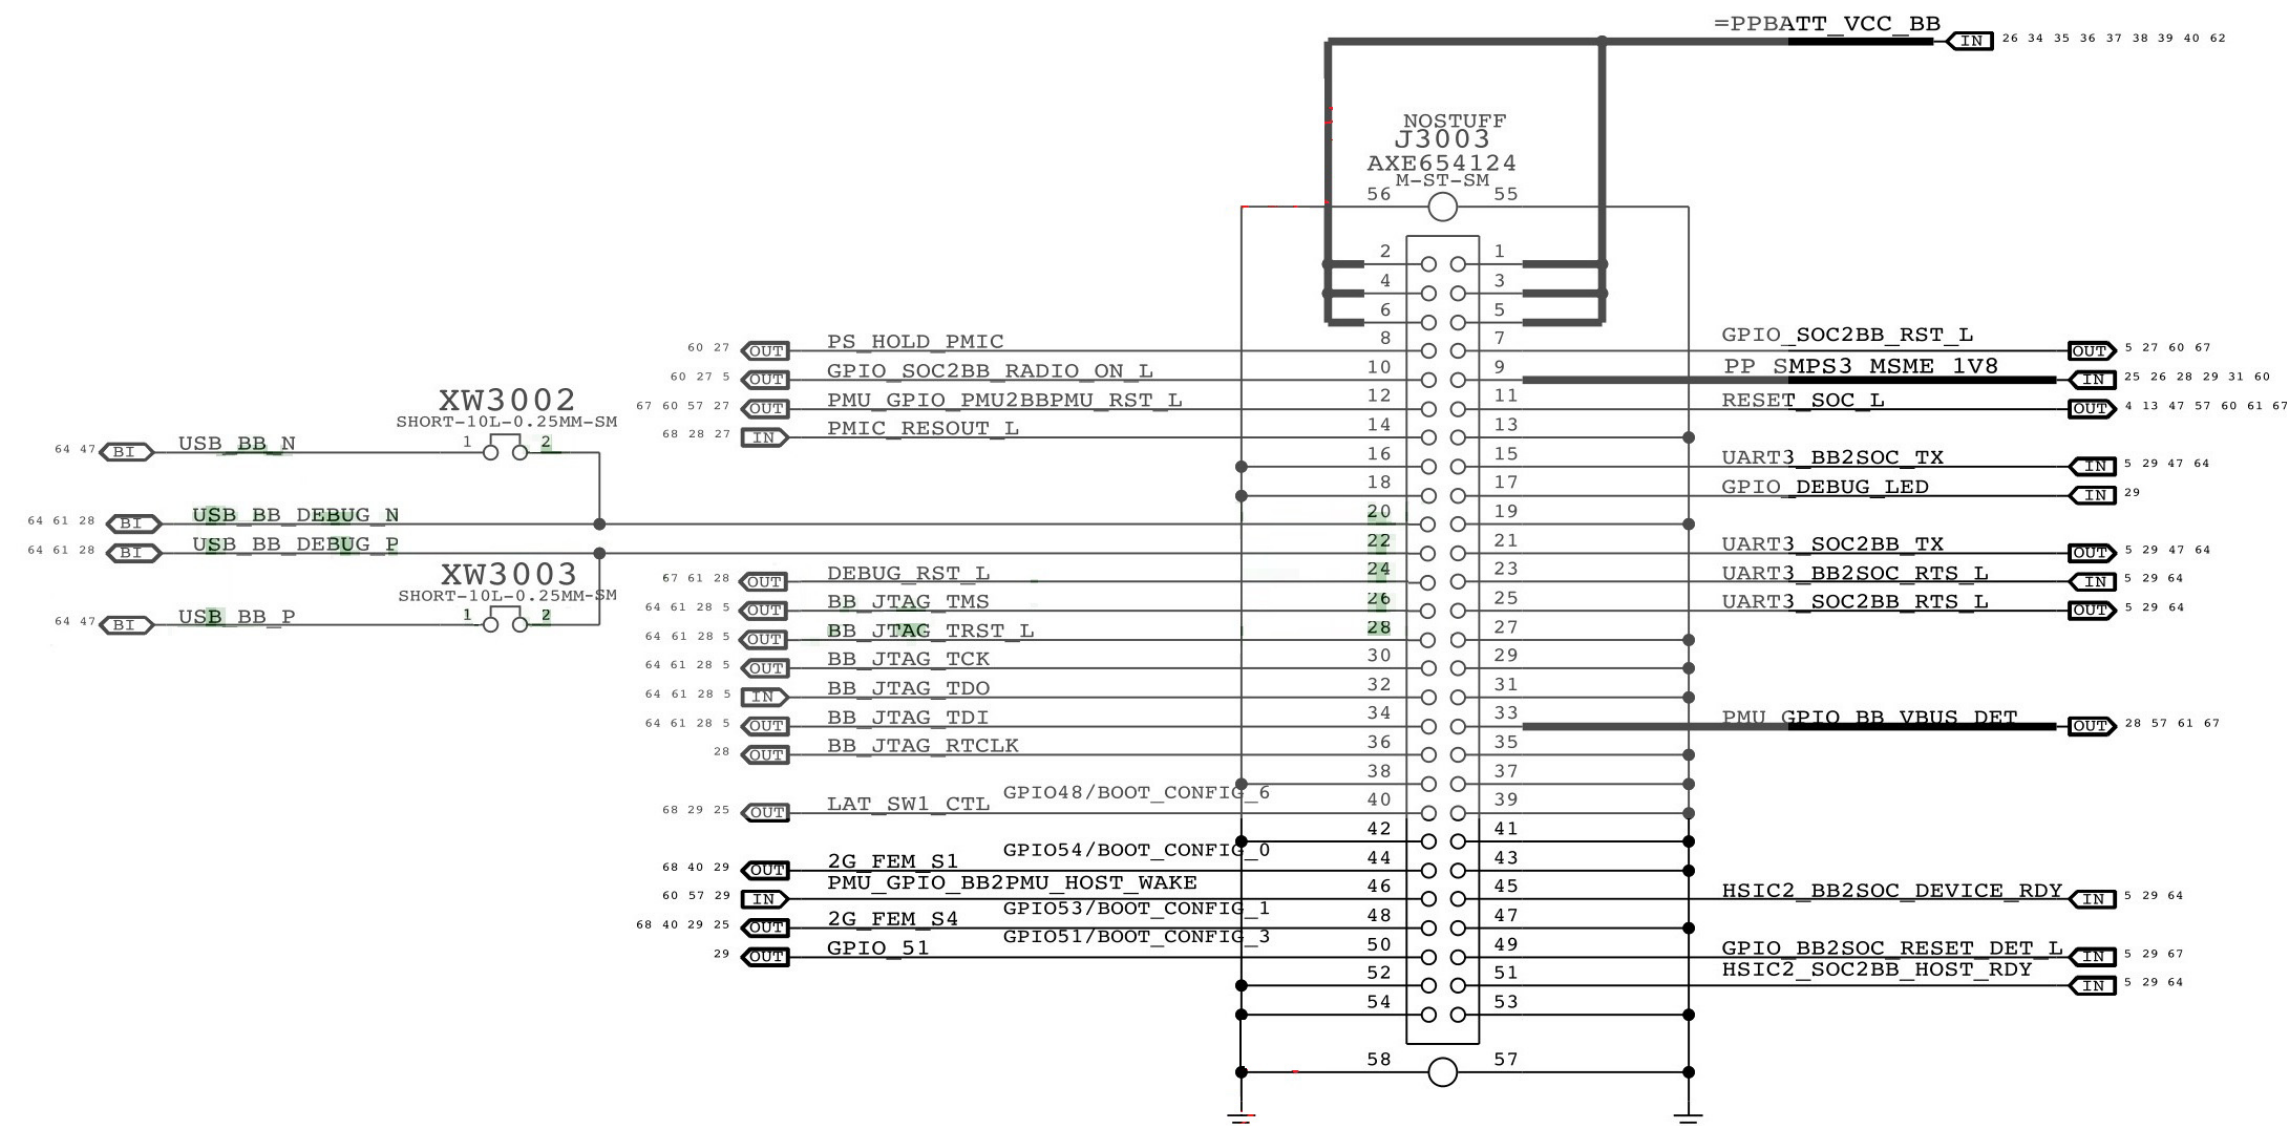 =PPBATT_VCC_BB
IN 26 34 35 36 37 38 39 40 62
NOSTUFF
J3003
AXE654124
M-ST-SM
56 55
2 1
4 3
6 5
60 27 OUT PS_HOLD_PMIC 8 7 GPIO_SOC2BB_RST_L OUT 5 27 60 67
60 27 5 OUT GPIO_SOC2BB_RADIO_ON_L 10 9 PP_SMPS3_MSME_1V8 IN 25 26 28 29 31 60
67 60 57 27 OUT PMU_GPIO_PMU2BBPMU_RST_L 12 11 RESET_SOC_L OUT 4 13 47 57 60 61 67
68 28 27 IN PMIC_RESOUT_L 14 13
XW3002
SHORT-10L-0.25MM-SM
64 47 BI USB_BB_N 1 2
16 15 UART3_BB2SOC_TX IN 5 29 47 64
18 17 GPIO_DEBUG_LED IN 29
64 61 28 BI USB_BB_DEBUG_N 20 19
64 61 28 BI USB_BB_DEBUG_P 22 21 UART3_SOC2BB_TX OUT 5 29 47 64
XW3003
SHORT-10L-0.25MM-SM
64 47 BI USB_BB_P 1 2
67 61 28 OUT DEBUG_RST_L 24 23 UART3_BB2SOC_RTS_L IN 5 29 64
64 61 28 5 OUT BB_JTAG_TMS 26 25 UART3_SOC2BB_RTS_L OUT 5 29 64
64 61 28 5 OUT BB_JTAG_TRST_L 28 27
64 61 28 5 OUT BB_JTAG_TCK 30 29
64 61 28 5 IN BB_JTAG_TDO 32 31
64 61 28 5 OUT BB_JTAG_TDI 34 33 PMU_GPIO_BB_VBUS_DET OUT 28 57 61 67
28 OUT BB_JTAG_RTCLK 36 35
38 37
GPIO48/BOOT_CONFIG_6
68 29 25 OUT LAT_SW1_CTL 40 39
42 41
GPIO54/BOOT_CONFIG_0
68 40 29 OUT 2G_FEM_S1 44 43
60 57 29 IN PMU_GPIO_BB2PMU_HOST_WAKE 46 45 HSIC2_BB2SOC_DEVICE_RDY IN 5 29 64
GPIO53/BOOT_CONFIG_1
68 40 29 25 OUT 2G_FEM_S4 48 47
GPIO51/BOOT_CONFIG_3
29 OUT GPIO_51 50 49 GPIO_BB2SOC_RESET_DET_L IN 5 29 67
52 51 HSIC2_SOC2BB_HOST_RDY IN 5 29 64
54 53
58 57